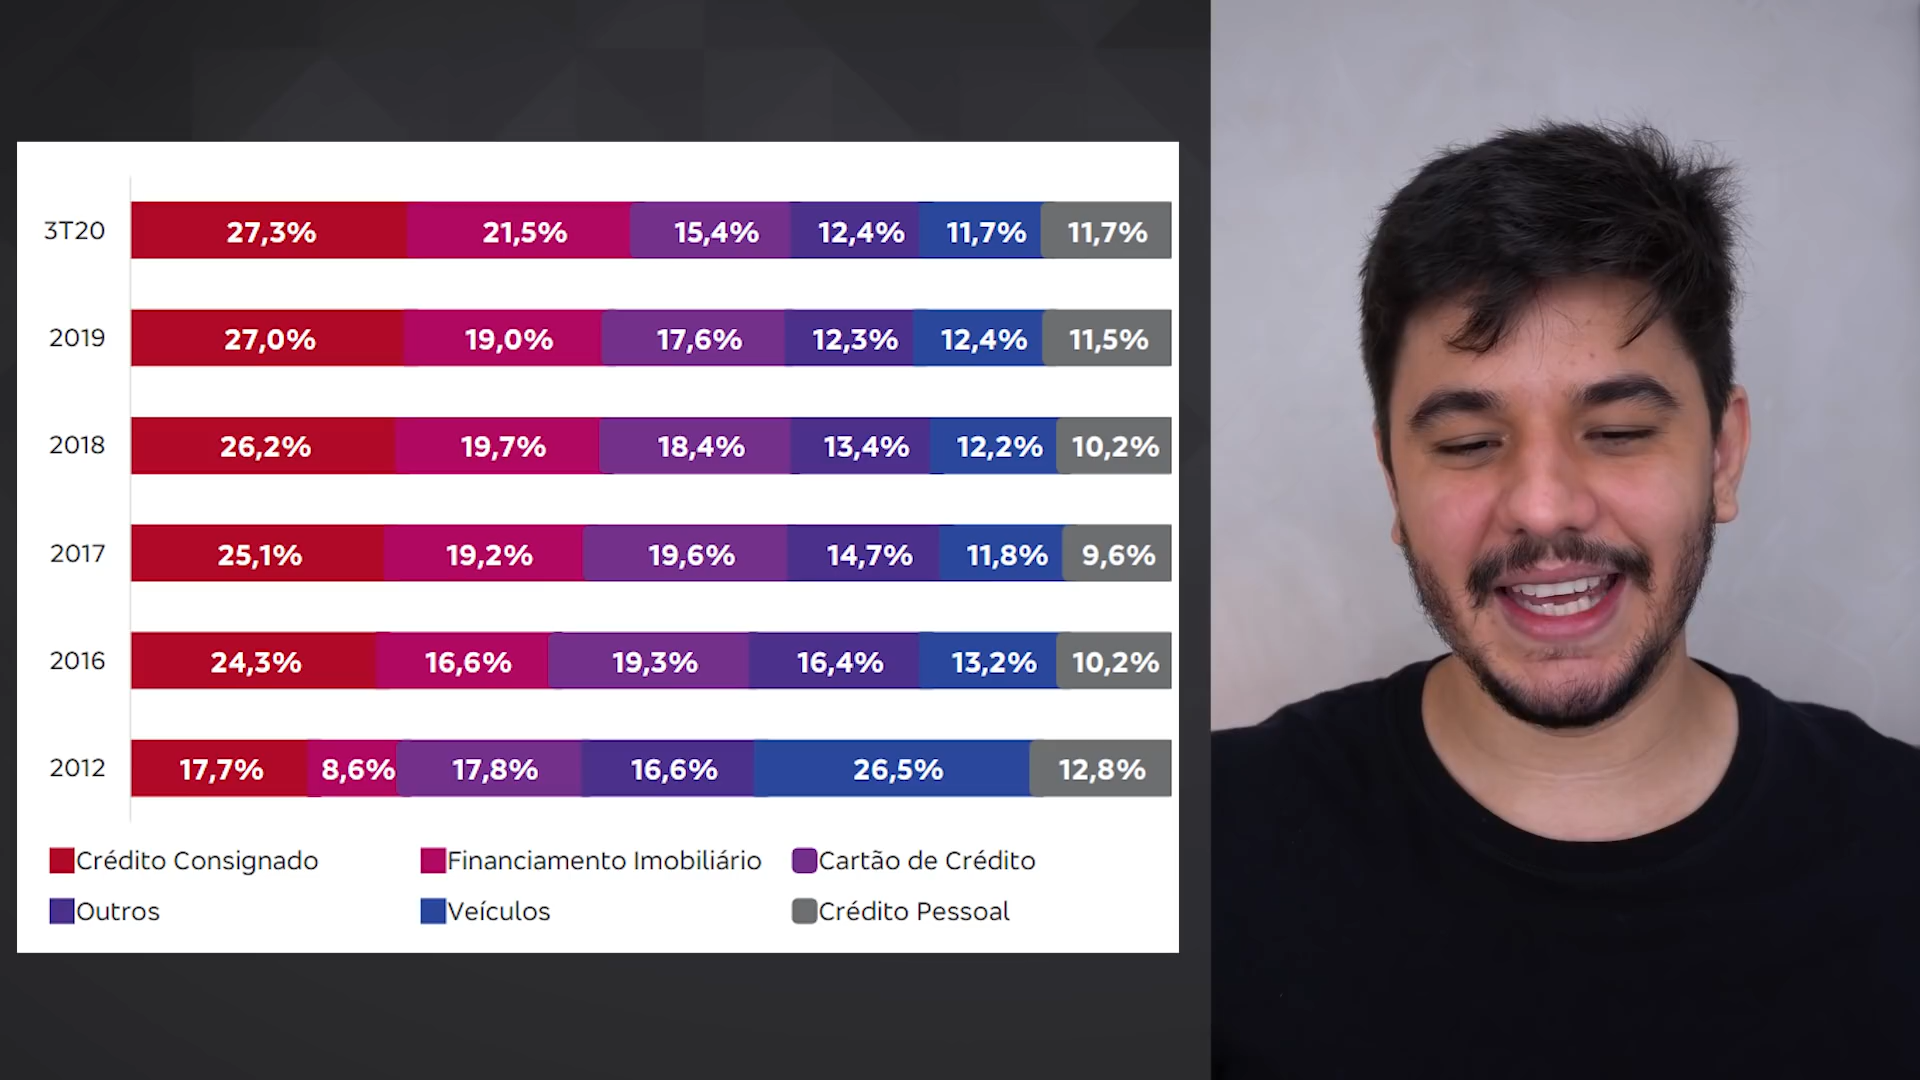 3T20 27,3% 21,5% 15,4% 12,4% 11,7% 11,7%
2019 27,0% 19,0% 17,6% 12,3% 12,4% 11,5%
2018 26,2% 19,7% 18,4% 13,4% 12,2% 10,2%
2017 25,1% 19,2% 19,6% 14,7% 11,8% 9,6%
2016 24,3% 16,6% 19,3% 16,4% 13,2% 10,2%
2012 17,7% 8,6% 17,8% 16,6% 26,5% 12,8%
Crédito Consignado Financiamento Imobiliário Cartão de Crédito
Outros Veículos Crédito Pessoal